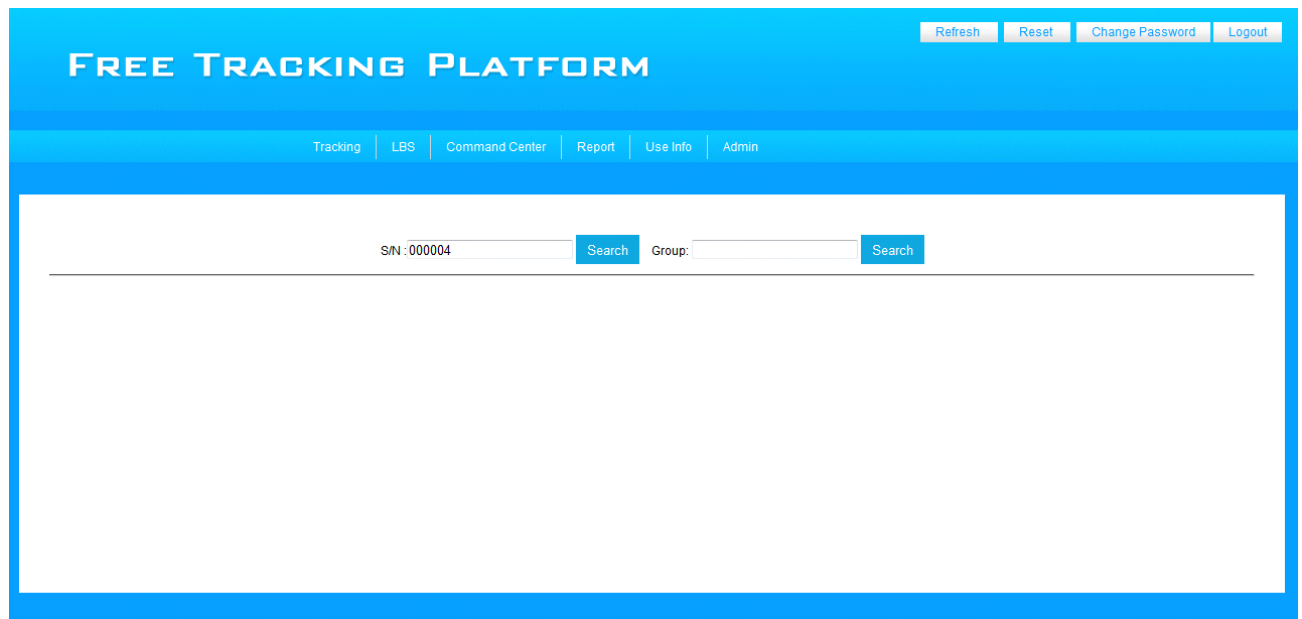 Refresh Reset Change Password Logout
Free Tracking Platform
Tracking LBS Command Center Report Use Info Admin
S/N : 000004 Search Group: Search